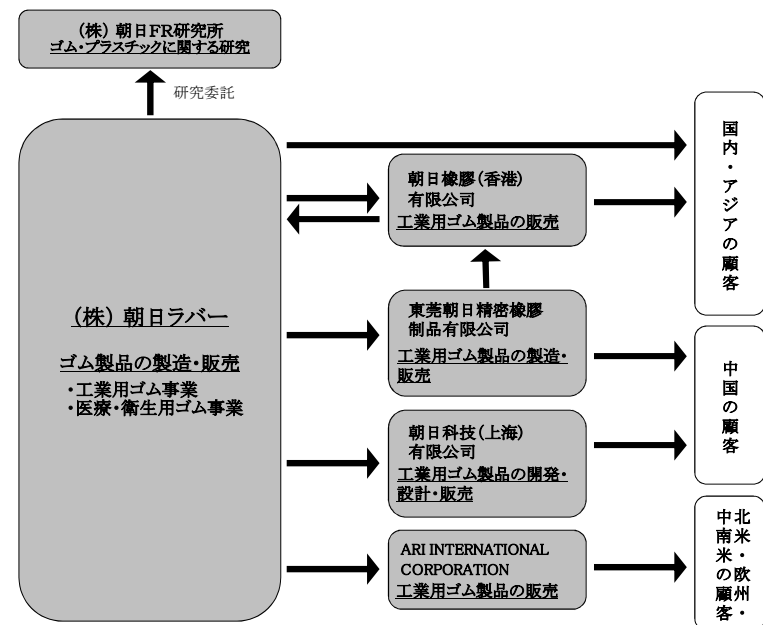 (株) 朝日FR研究所
ゴム・プラスチックに関する研究
研究委託
(株) 朝日ラバー
ゴム製品の製造・販売
・工業用ゴム事業
・医療・衛生用ゴム事業
朝日橡膠(香港)
有限公司
工業用ゴム製品の販売
東莞朝日精密橡膠
制品有限公司
工業用ゴム製品の製造・
販売
朝日科技(上海)
有限公司
工業用ゴム製品の開発・
設計・販売
ARI INTERNATIONAL
CORPORATION
工業用ゴム製品の販売
国内・アジアの顧客
中国の顧客
北米・欧州・
中南米の顧客